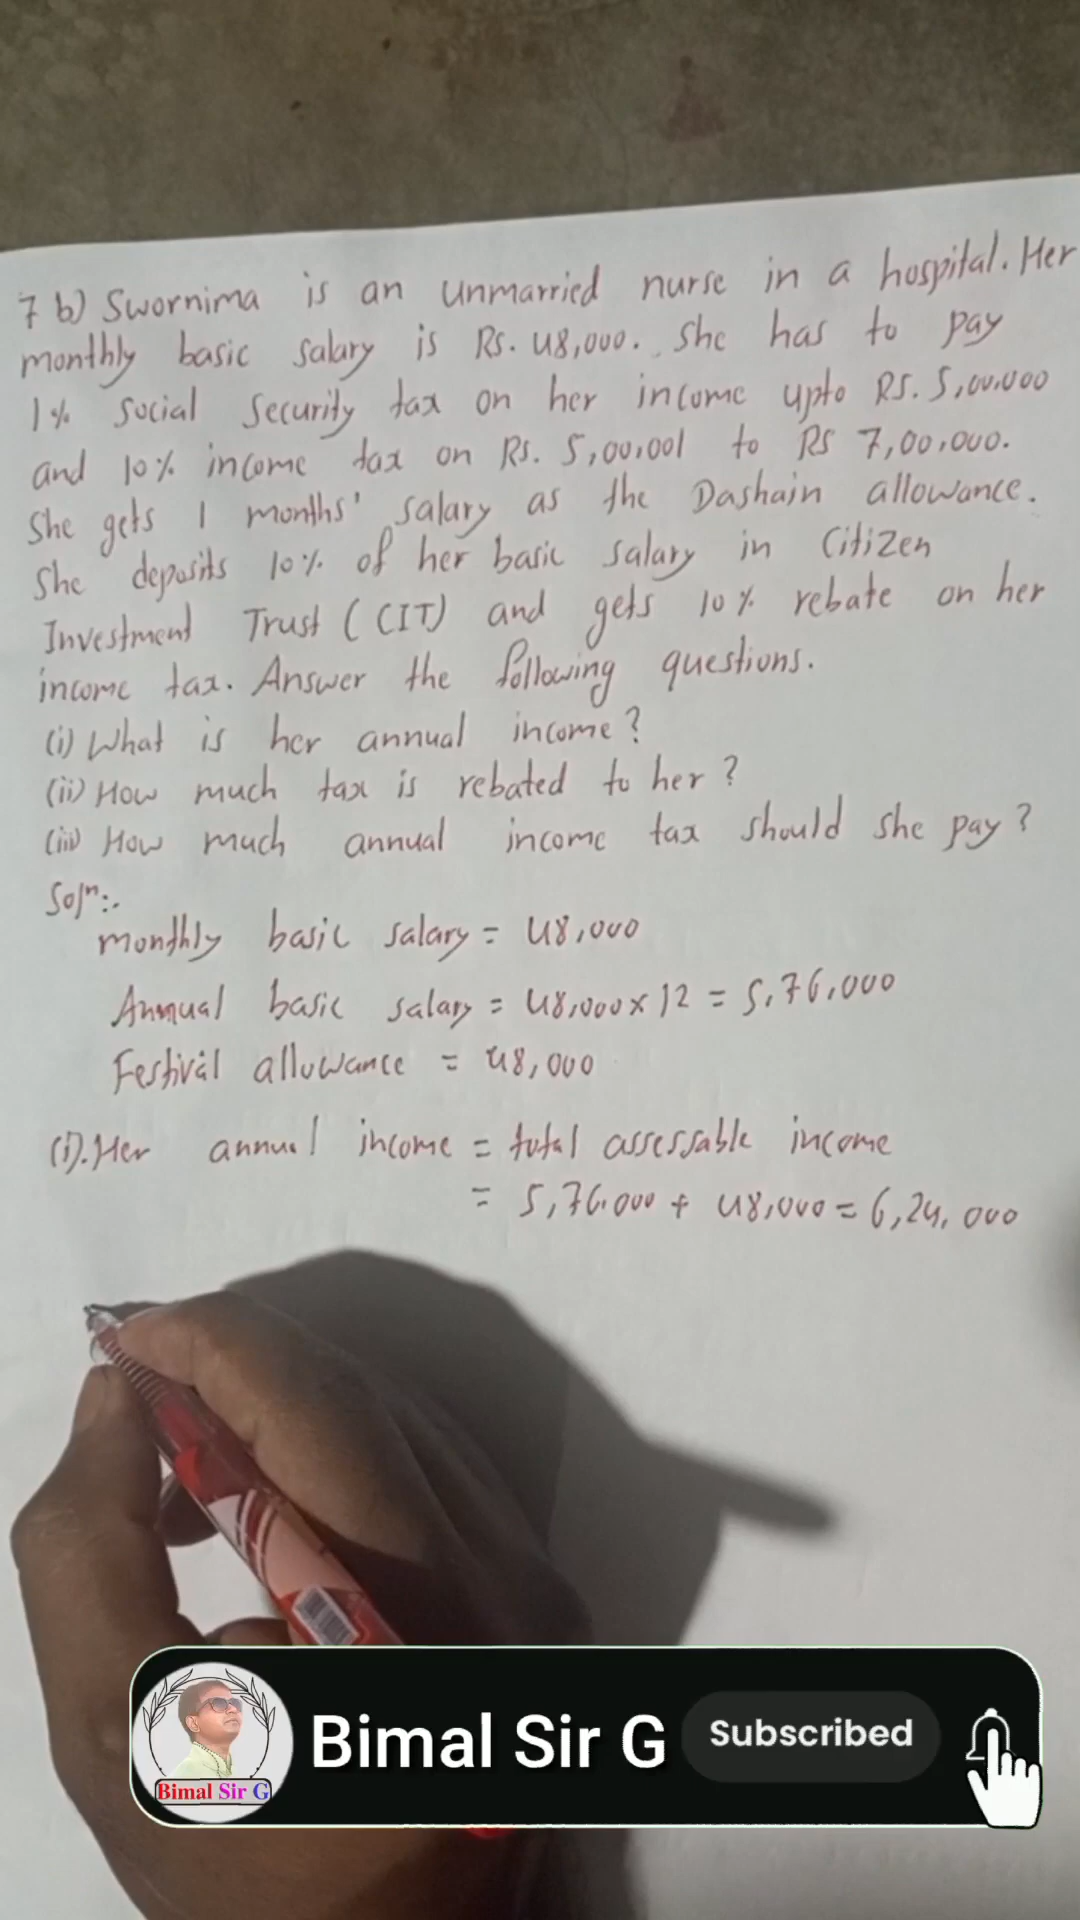 7 b) Swornima is an unmarried nurse in a hospital. Her
monthly basic salary is Rs. 48,000. She has to pay
1% Social Security tax on her income upto Rs. 5,00,000
and 10% income tax on Rs. 5,00,001 to Rs 7,00,000.
She gets 1 months' salary as the Dashain allowance.
She deposits 10% of her basic salary in Citizen
Investment Trust (CIT) and gets 10% rebate on her
income tax. Answer the following questions.
(i) What is her annual income?
(ii) How much tax is rebated to her?
(iii) How much annual income tax should she pay?
Solⁿ:-
monthly basic salary = 48,000
Annual basic salary = 48,000 x 12 = 5,76,000
Festival allowance = 48,000
(i). Her annual income = total assessable income
= 5,76,000 + 48,000 = 6,24,000
Bimal Sir G
Bimal Sir G
Subscribed